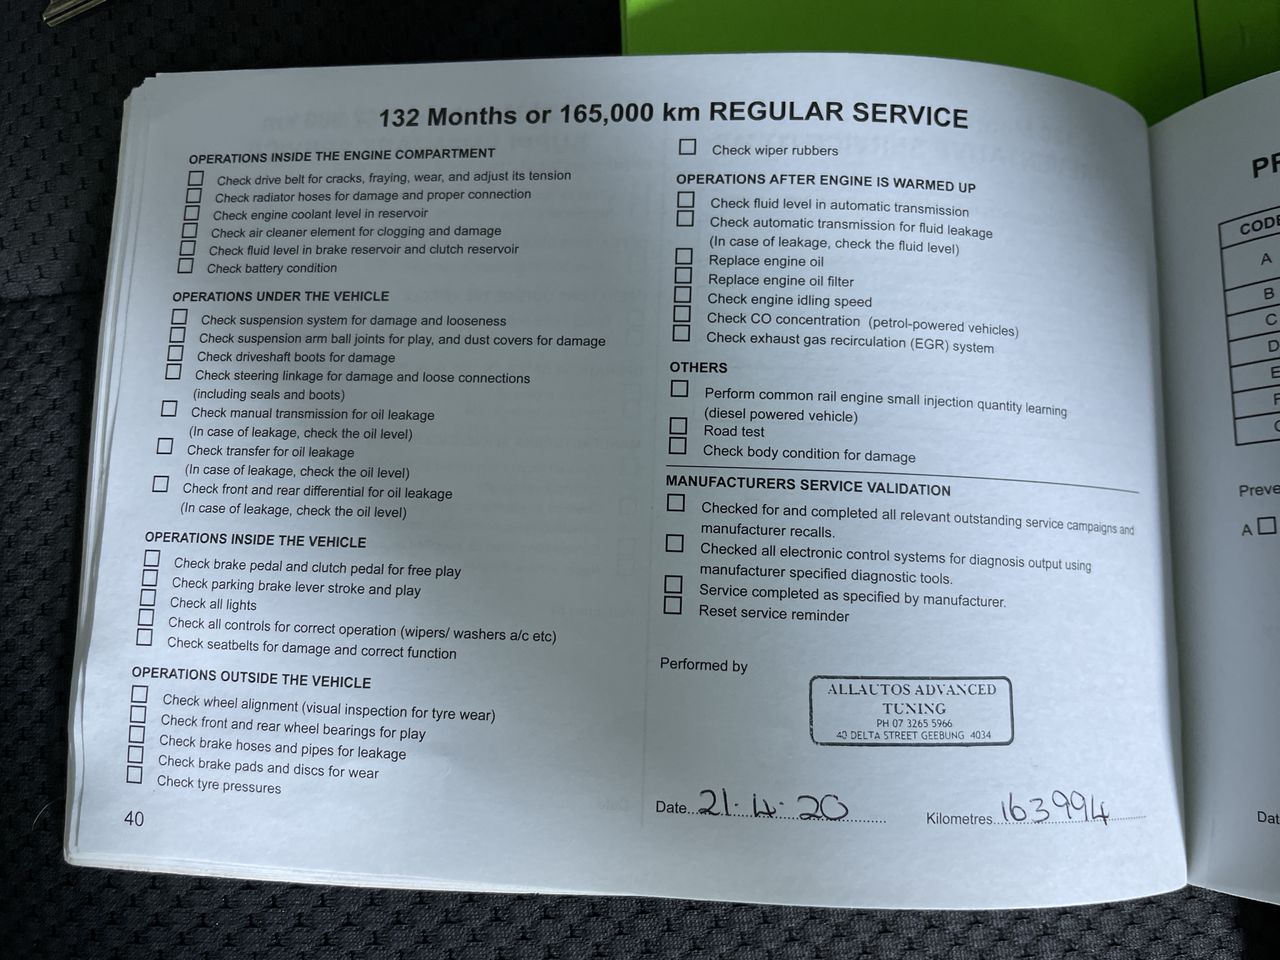 132 Months or 165,000 km REGULAR SERVICE
OPERATIONS INSIDE THE ENGINE COMPARTMENT
Check drive belt for cracks, fraying, wear, and adjust its tension
Check radiator hoses for damage and proper connection
Check engine coolant level in reservoir
Check air cleaner element for clogging and damage
Check fluid level in brake reservoir and clutch reservoir
Check battery condition
OPERATIONS UNDER THE VEHICLE
Check suspension system for damage and looseness
Check suspension arm ball joints for play, and dust covers for damage
Check driveshaft boots for damage
Check steering linkage for damage and loose connections
(including seals and boots)
Check manual transmission for oil leakage
(In case of leakage, check the oil level)
Check transfer for oil leakage
(In case of leakage, check the oil level)
Check front and rear differential for oil leakage
(In case of leakage, check the oil level)
OPERATIONS INSIDE THE VEHICLE
Check brake pedal and clutch pedal for free play
Check parking brake lever stroke and play
Check all lights
Check all controls for correct operation (wipers/ washers a/c etc)
Check seatbelts for damage and correct function
OPERATIONS OUTSIDE THE VEHICLE
Check wheel alignment (visual inspection for tyre wear)
Check front and rear wheel bearings for play
Check brake hoses and pipes for leakage
Check brake pads and discs for wear
Check tyre pressures
40
Check wiper rubbers
OPERATIONS AFTER ENGINE IS WARMED UP
Check fluid level in automatic transmission
Check automatic transmission for fluid leakage
(In case of leakage, check the fluid level)
Replace engine oil
Replace engine oil filter
Check engine idling speed
Check CO concentration (petrol-powered vehicles)
Check exhaust gas recirculation (EGR) system
OTHERS
Perform common rail engine small injection quantity learning
(diesel powered vehicle)
Road test
Check body condition for damage
MANUFACTURERS SERVICE VALIDATION
Checked for and completed all relevant outstanding service campaigns and
manufacturer recalls.
Checked all electronic control systems for diagnosis output using
manufacturer specified diagnostic tools.
Service completed as specified by manufacturer.
Reset service reminder
Performed by
ALLAUTOS ADVANCED
TUNING
PH 07 3265 5966
40 DELTA STREET GEEBUNG 4034
Date 21·4·20 Kilometres 163994
CODE
A
B
C
D
E
Preve
A
Dat